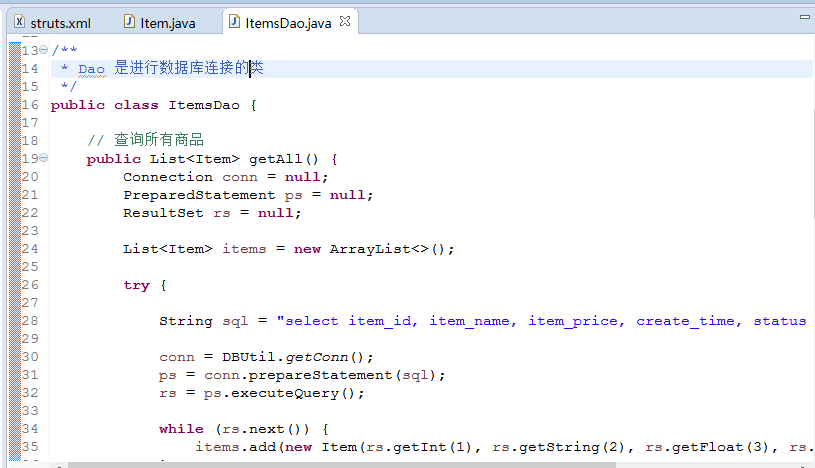 struts.xml Item.java ItemsDao.java
13 /**
14 * Dao 是进行数据库连接的类
15 */
16 public class ItemsDao {
17
18 // 查询所有商品
19 public List<Item> getAll() {
20 Connection conn = null;
21 PreparedStatement ps = null;
22 ResultSet rs = null;
23
24 List<Item> items = new ArrayList<>();
25
26 try {
27
28 String sql = "select item_id, item_name, item_price, create_time, status
29
30 conn = DBUtil.getConn();
31 ps = conn.prepareStatement(sql);
32 rs = ps.executeQuery();
33
34 while (rs.next()) {
35 items.add(new Item(rs.getInt(1), rs.getString(2), rs.getFloat(3), rs.